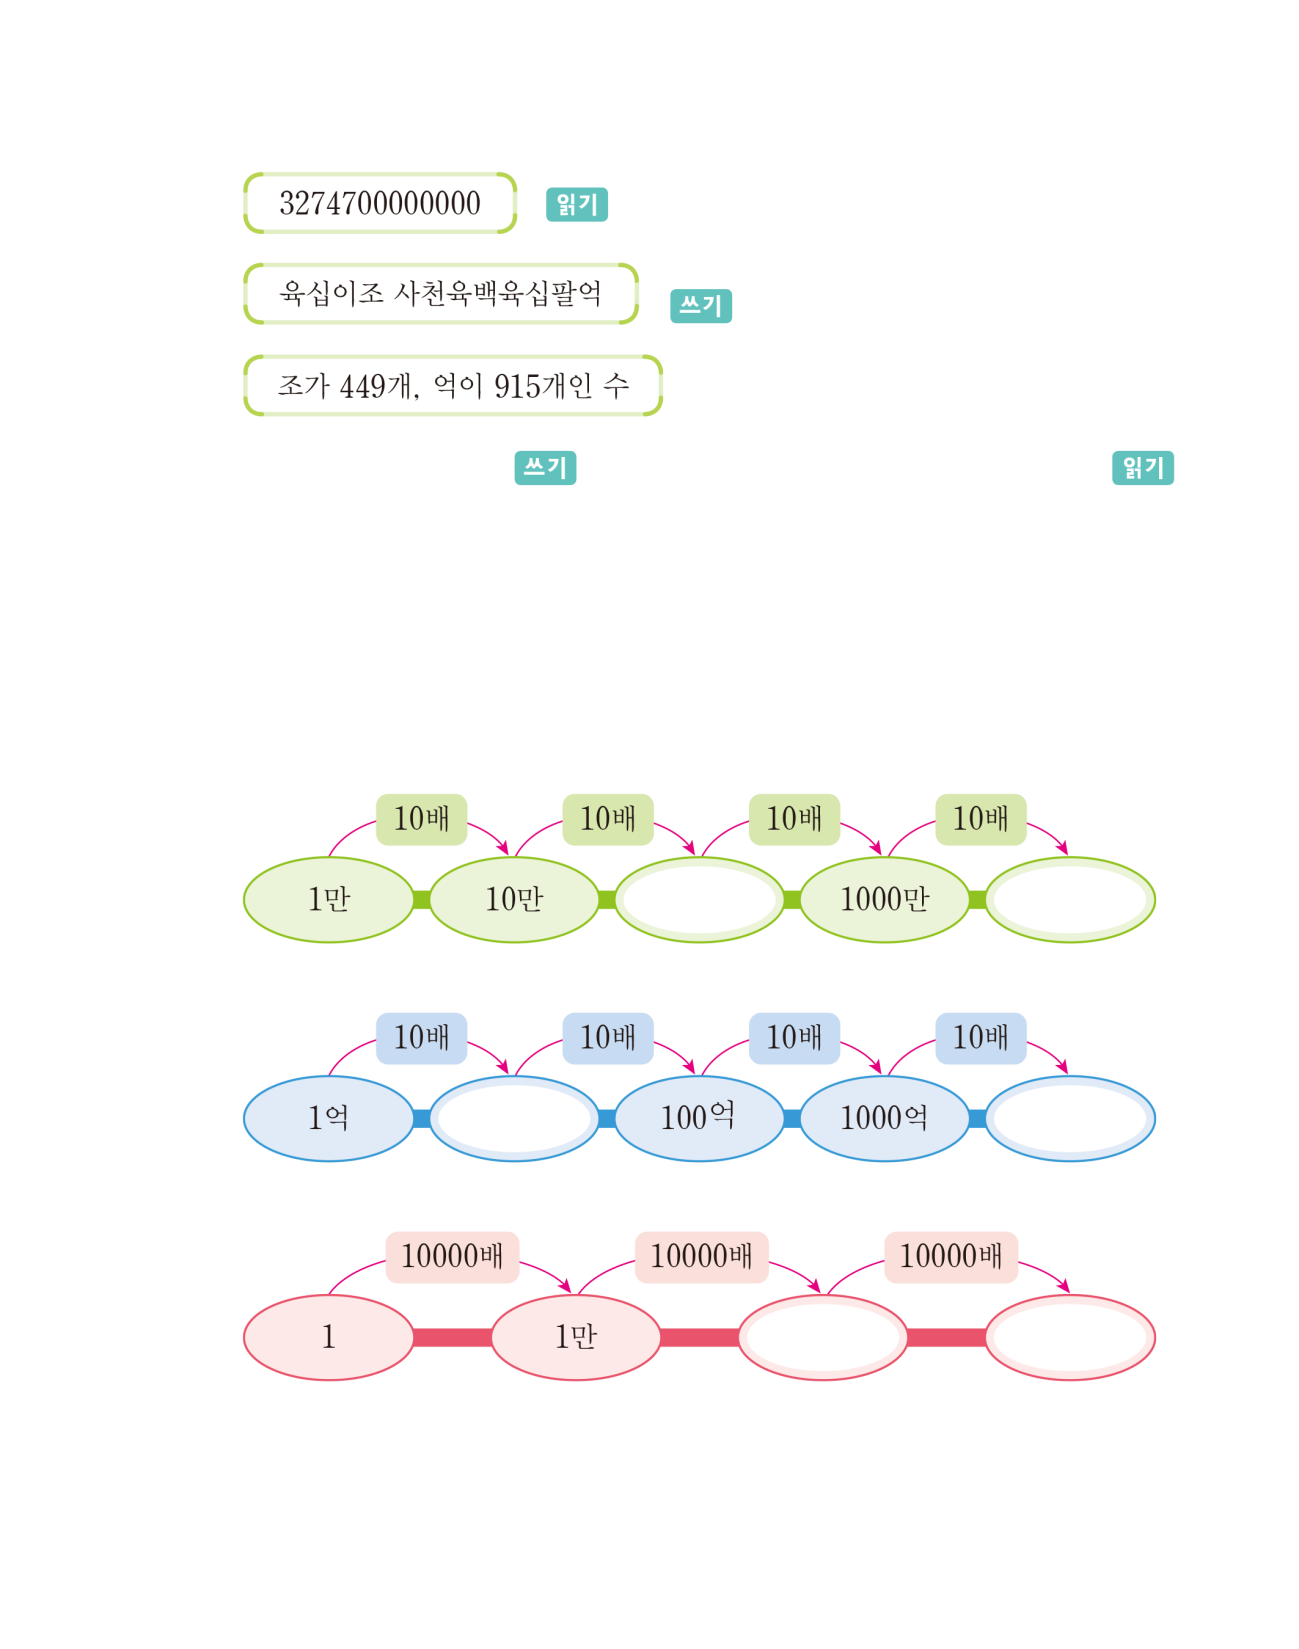 3274700000000 읽기
육십이조 사천육백육십팔억 쓰기
조가 449개, 억이 915개인 수
쓰기 읽기
10배 10배 10배 10배
1만 10만 1000만
10배 10배 10배 10배
1억 100억 1000억
10000배 10000배 10000배
1 1만